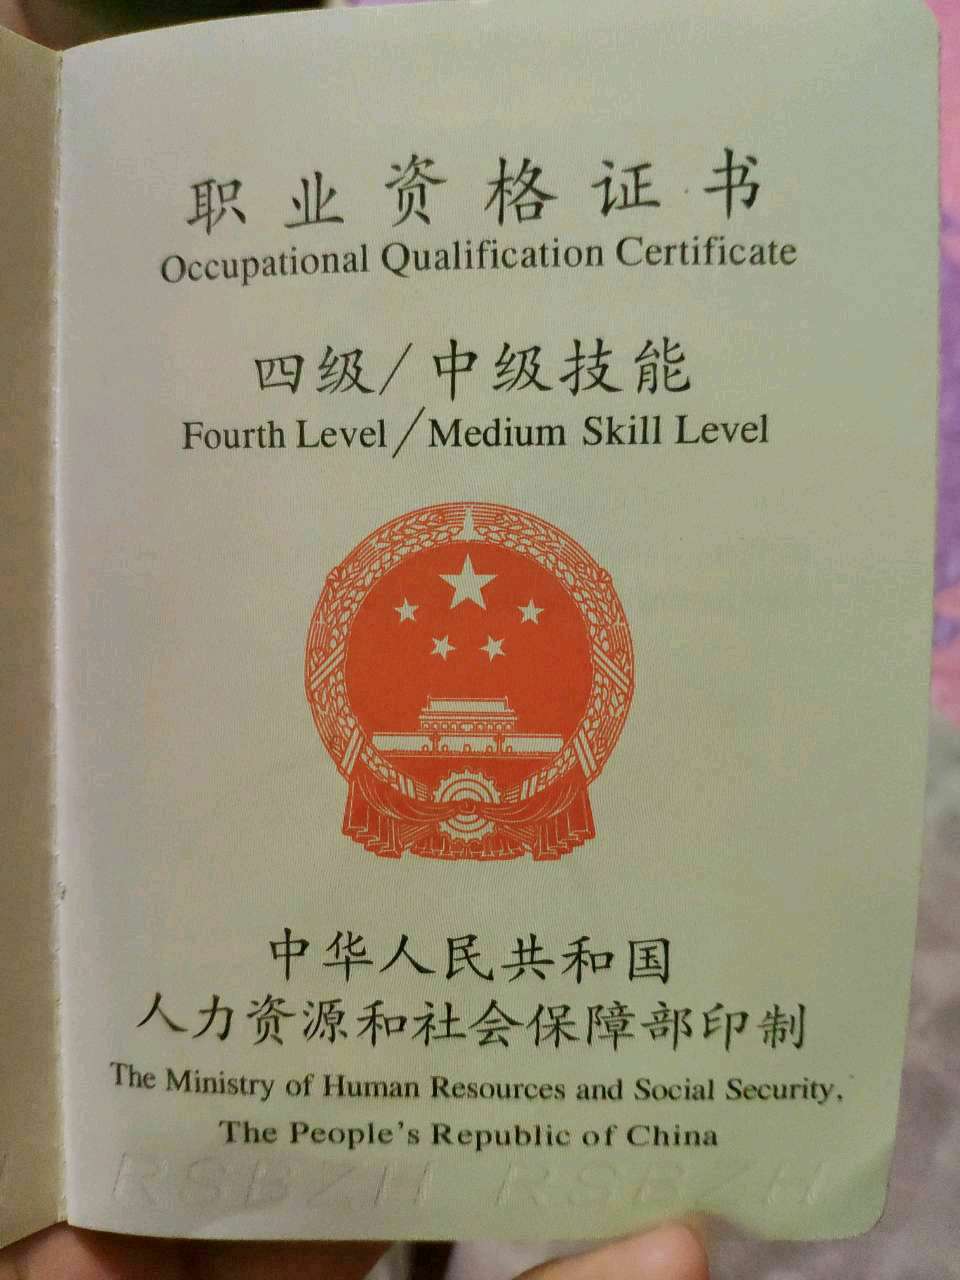 职业资格证书
Occupational Qualification Certificate
四级/中级技能
Fourth Level/Medium Skill Level
中华人民共和国
人力资源和社会保障部印制
The Ministry of Human Resources and Social Security,
The People's Republic of China
RSBZH RSBZH